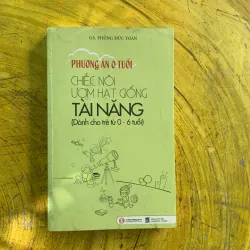 GS. PHÙNG ĐỨC TOÀN
PHƯƠNG ÁN 0 TUỔI
CHIẾC NÔI
ƯƠM HẠT GIỐNG
TÀI NĂNG
(Dành cho trẻ từ 0 - 6 tuổi)